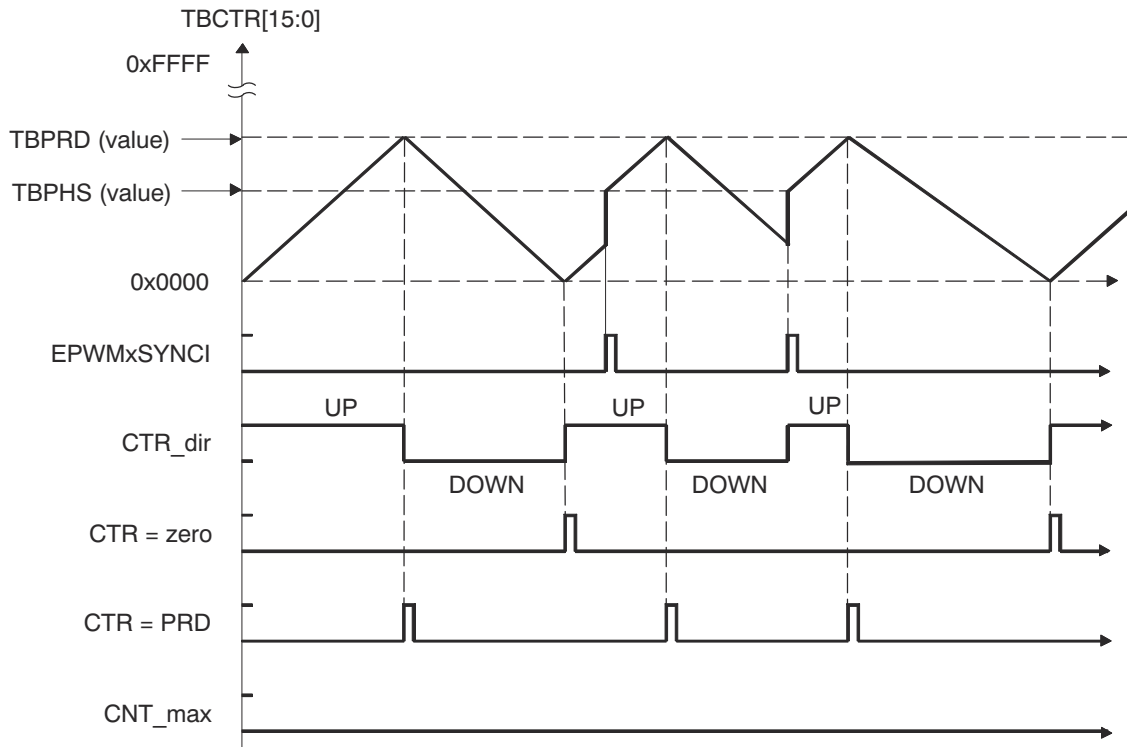 TBCTR[15:0]
0xFFFF
TBPRD (value)
TBPHS (value)
0x0000
EPWMxSYNCI
UP UP UP
CTR_dir
DOWN DOWN DOWN
CTR = zero
CTR = PRD
CNT_max